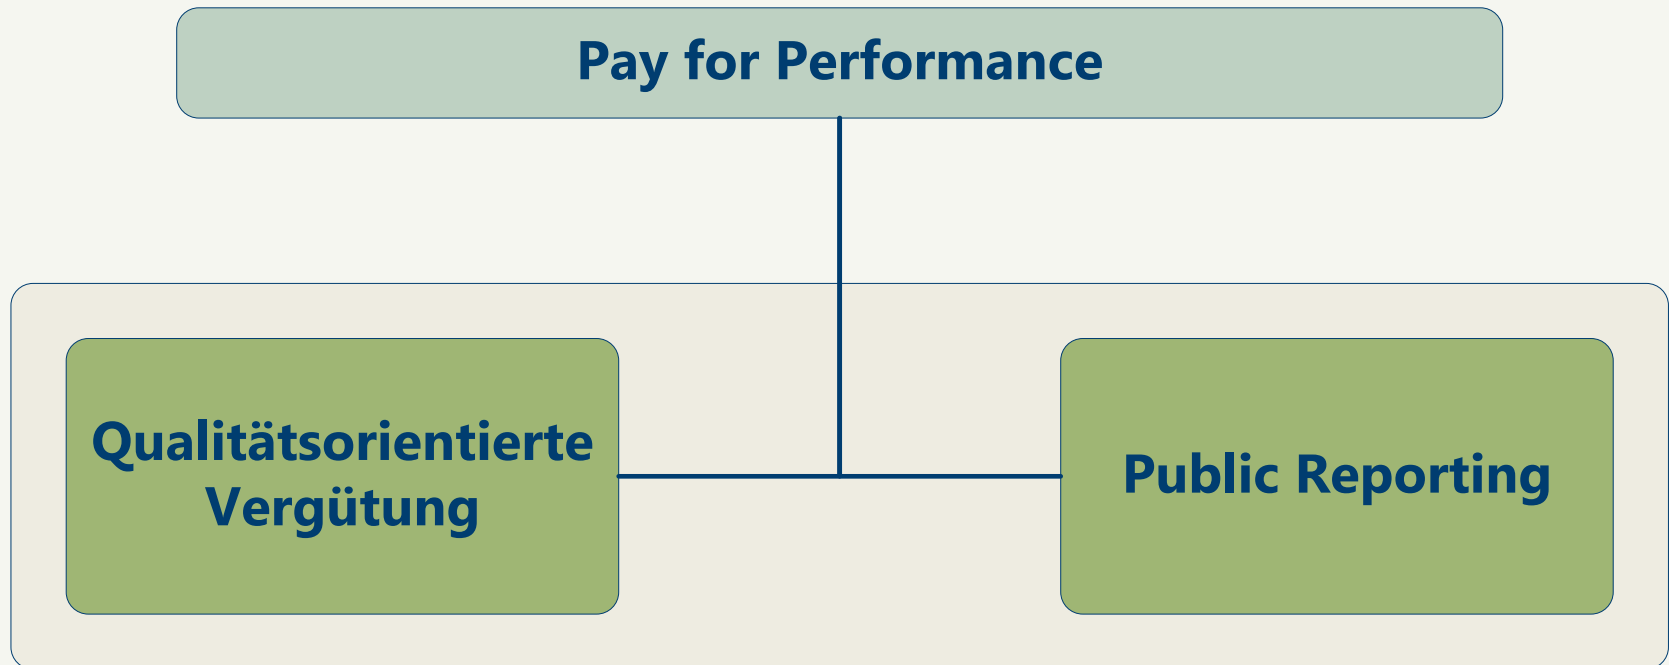 Pay for Performance
Qualitätsorientierte
Vergütung
Public Reporting